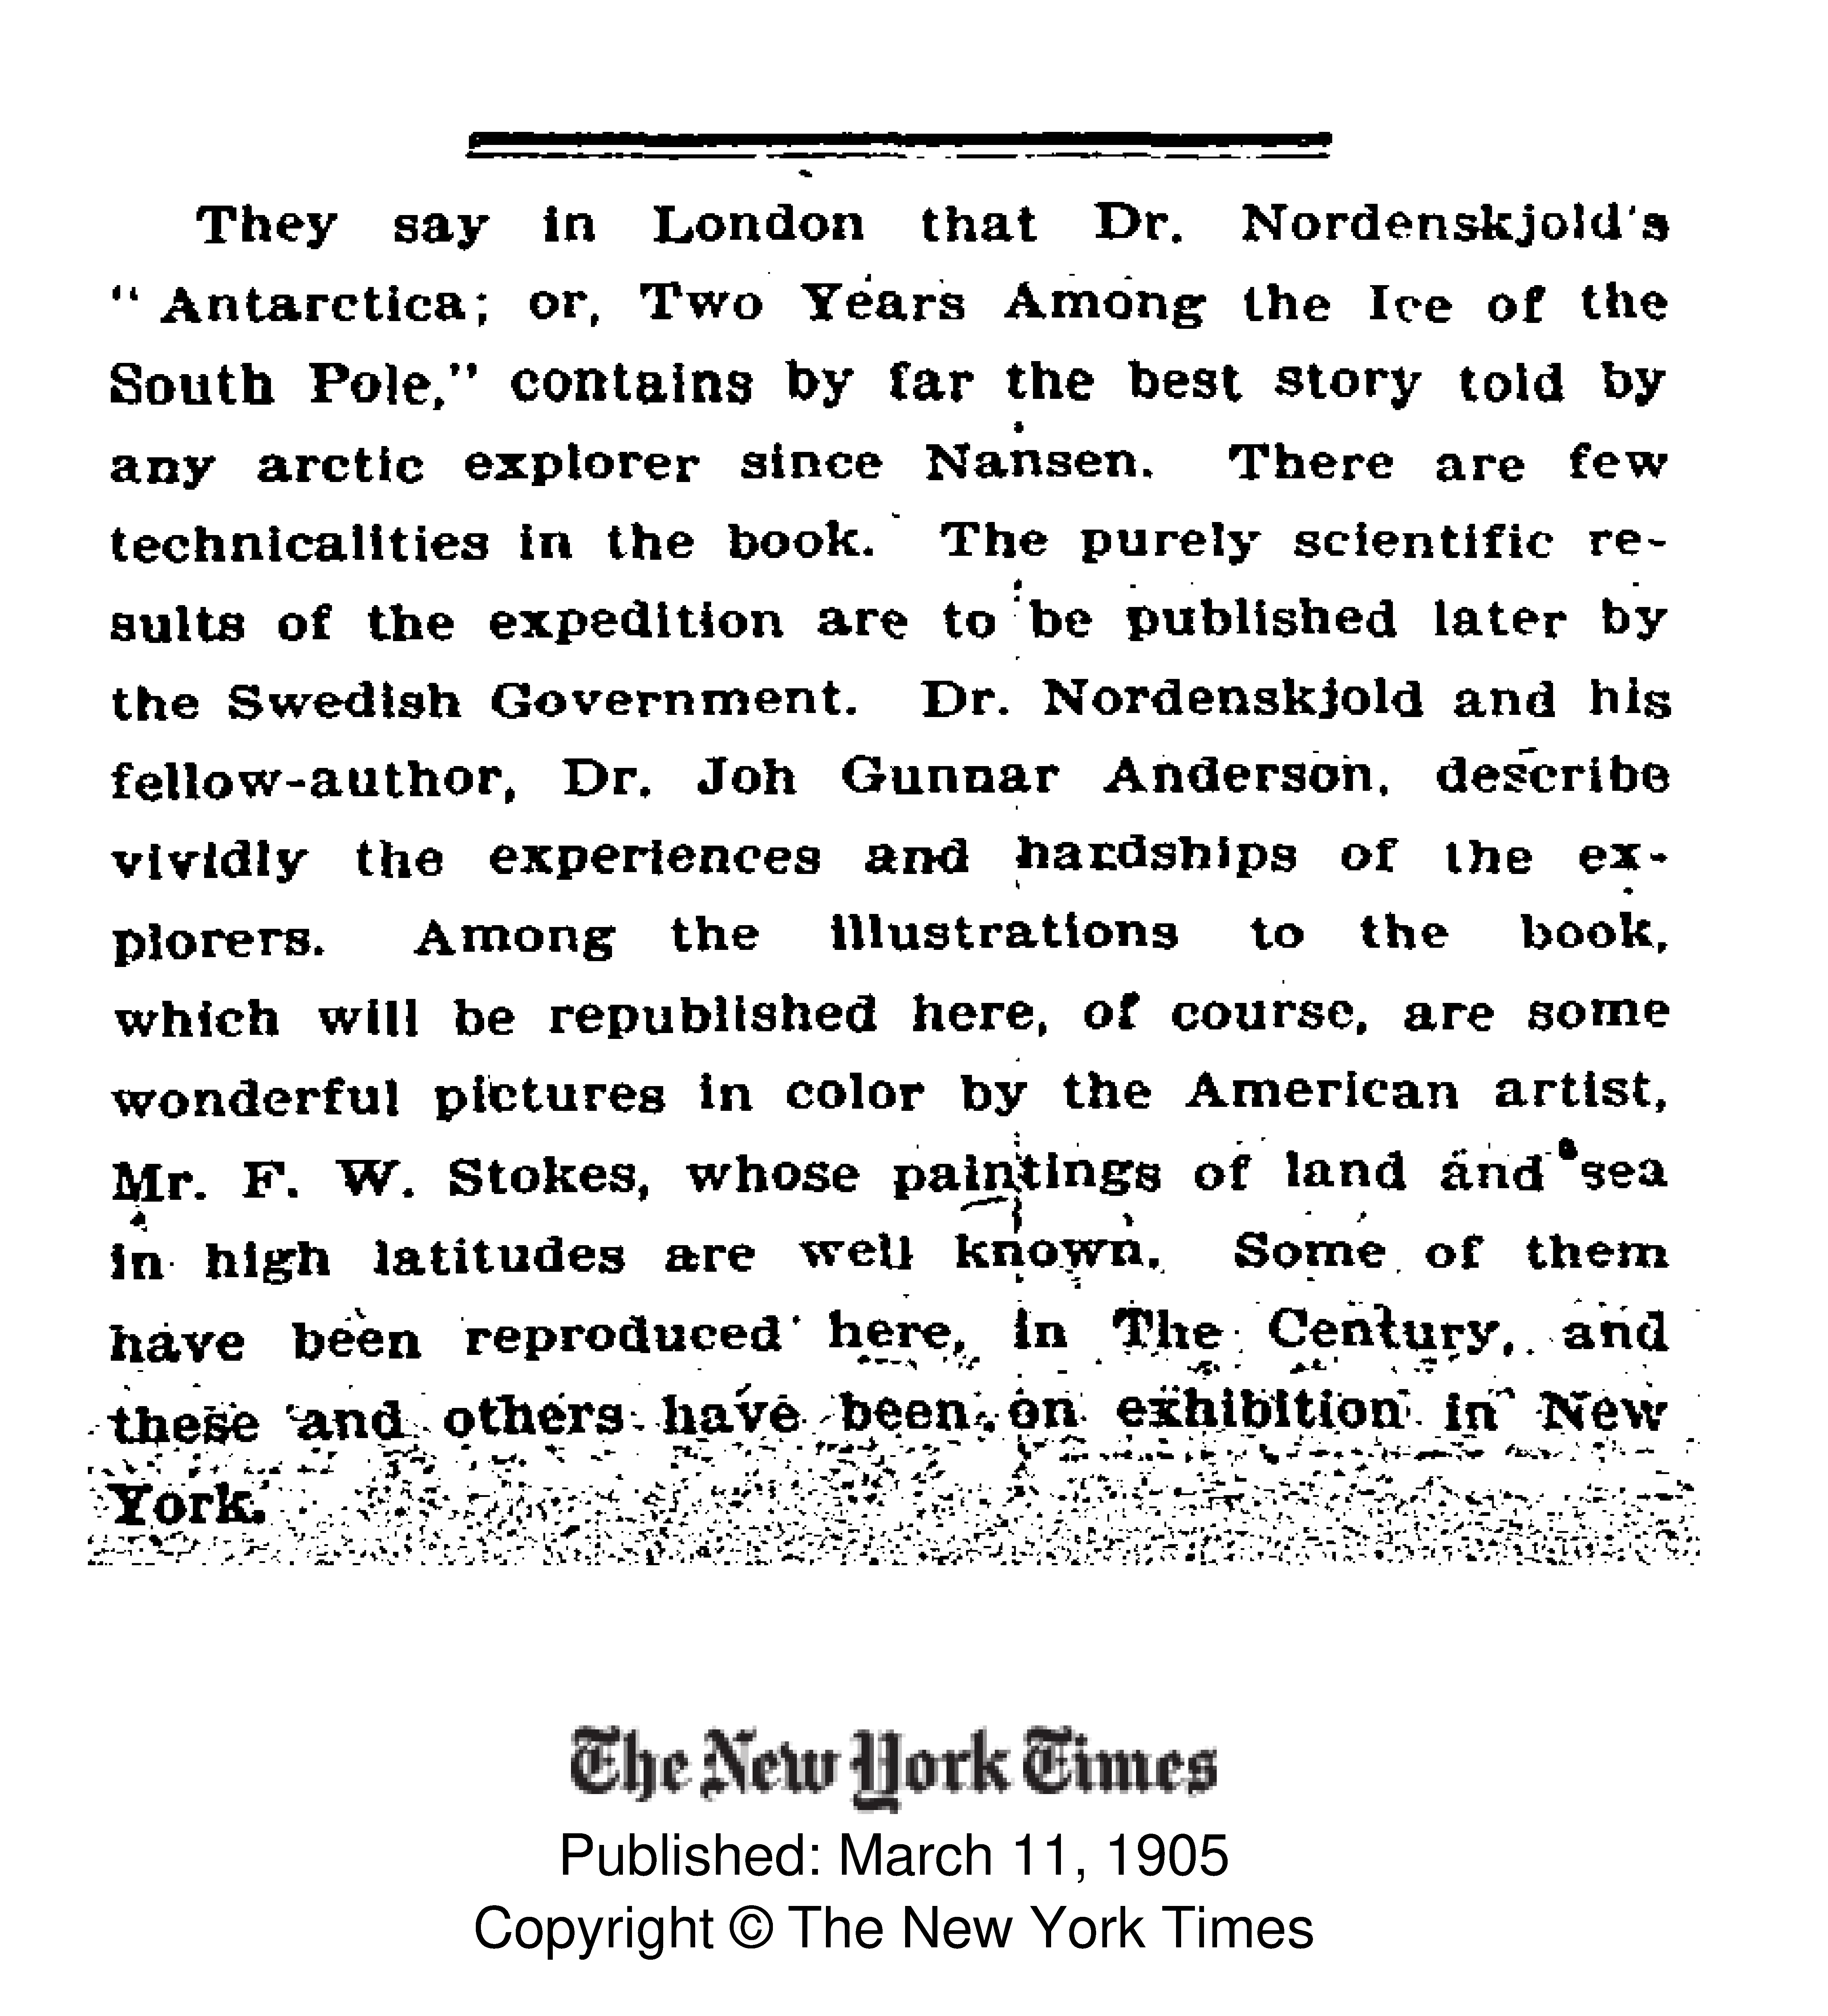 They say in London that Dr. Nordenskjold's
" Antarctica; or, Two Years Among the Ice of the
South Pole," contains by far the best story told by
any arctic explorer since Nansen. There are few
technicalities in the book. The purely scientific re-
sults of the expedition are to be published later by
the Swedish Government. Dr. Nordenskjold and his
fellow-author, Dr. Joh Gunnar Anderson, describe
vividly the experiences and hardships of the ex-
plorers. Among the illustrations to the book,
which will be republished here, of course, are some
wonderful pictures in color by the American artist,
Mr. F. W. Stokes, whose paintings of land and sea
in high latitudes are well known. Some of them
have been reproduced here, in The Century, and
these and others have been on exhibition in New
York.
The New York Times
Published: March 11, 1905
Copyright © The New York Times